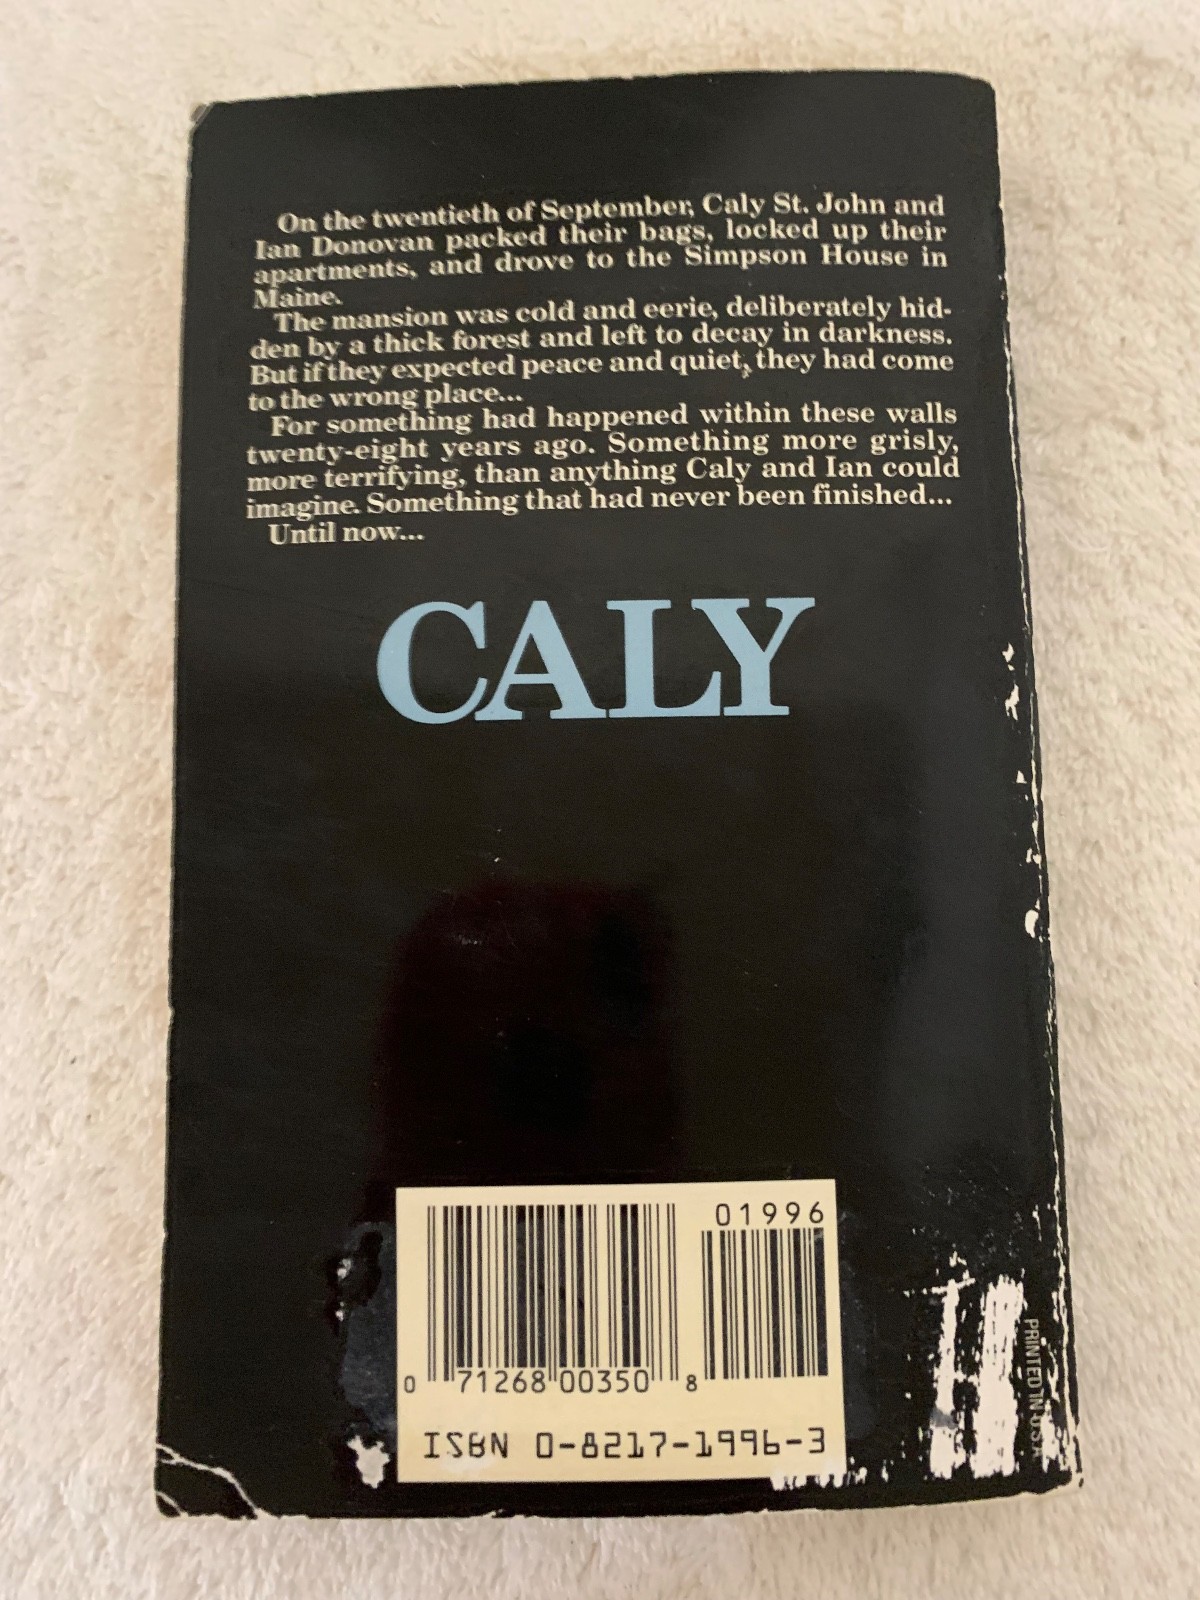 On the twentieth of September, Caly St. John and
Ian Donovan packed their bags, locked up their
apartments, and drove to the Simpson House in
Maine.
The mansion was cold and eerie, deliberately hid-
den by a thick forest and left to decay in darkness.
But if they expected peace and quiet, they had come
to the wrong place...
For something had happened within these walls
twenty-eight years ago. Something more grisly,
more terrifying, than anything Caly and Ian could
imagine. Something that had never been finished...
Until now...
CALY
01996
0 71268 00350 8
ISBN 0-8217-1996-3
PRINTED IN U.S.A.